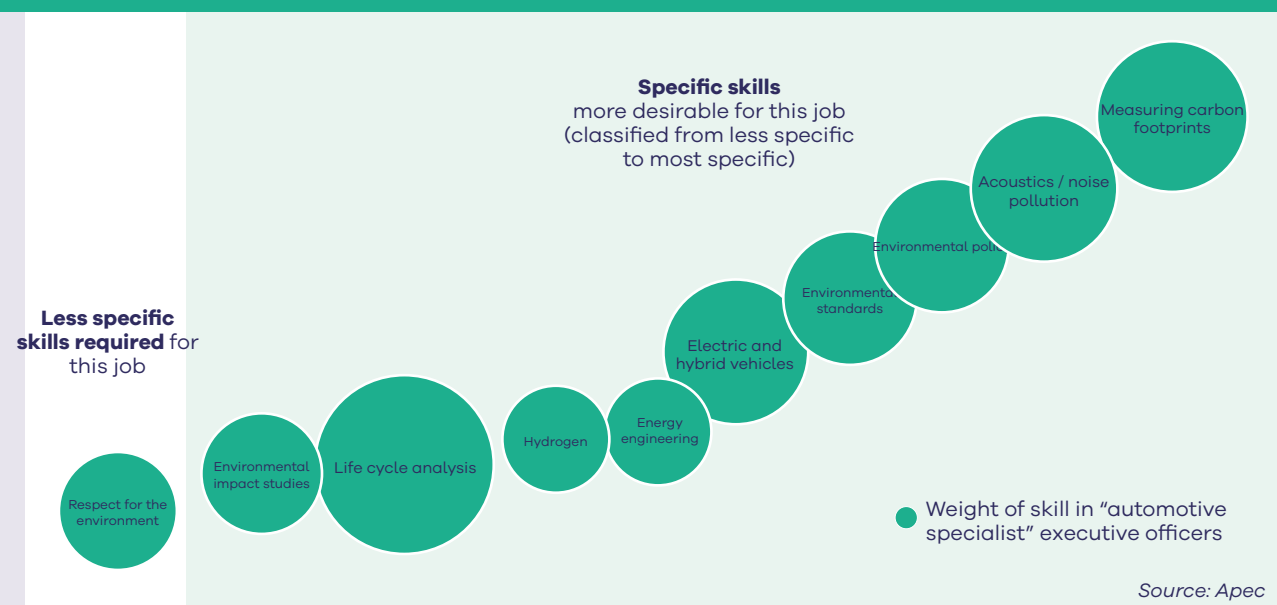 Specific skills
more desirable for this job
(classified from less specific
to most specific)
Less specific
skills required for
this job
Respect for the
environment
Environmental
impact studies
Life cycle analysis
Hydrogen
Energy
engineering
Electric and
hybrid vehicles
Environmental
standards
Environmental
Acoustics / noise
pollution
Measuring carbon
footprints
Weight of skill in “automotive
specialist” executive officers
Source: Apec